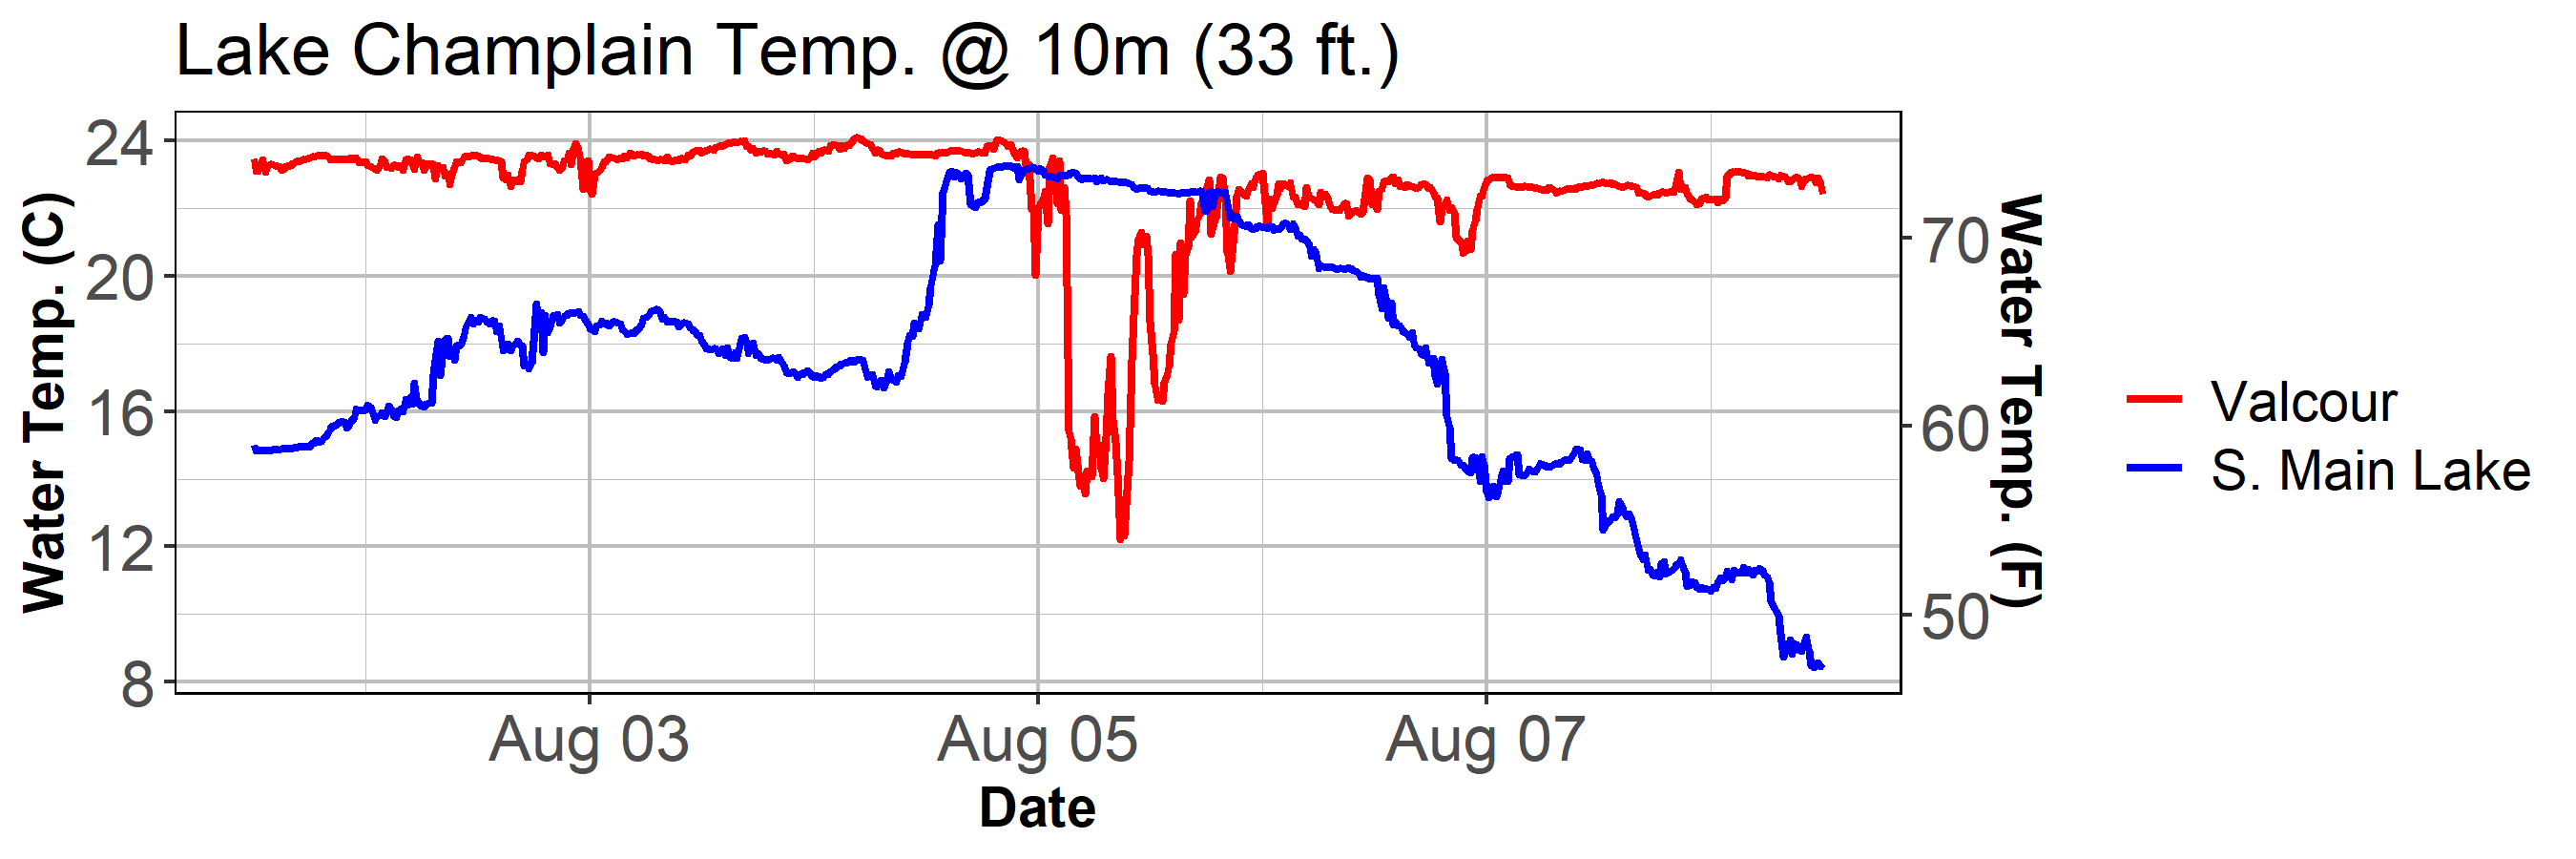 Lake Champlain Temp. @ 10m (33 ft.)
Water Temp. (C)
24
20
16
12
8
70
60
50
Water Temp. (F)
Aug 03
Aug 05
Aug 07
Date
Valcour
S. Main Lake